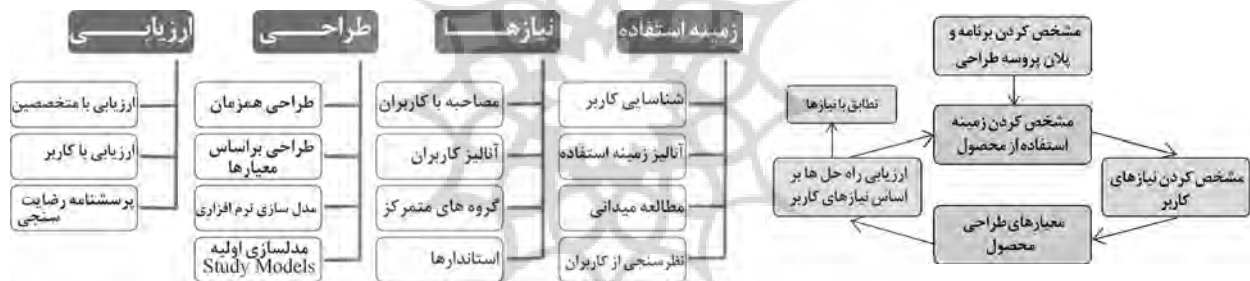 مشخص کردن برنامه و
پلان پروسه طراحی
مشخص کردن زمینه
استفاده از محصول
مشخص کردن نیازهای
کاربر
معیارهای طراحی
محصول
ارزیابی راه حل ها بر
اساس نیازهای کاربر
تطابق با نیازها
زمینه استفاده
شناسایی کاربر
آنالیز زمینه استفاده
مطالعه میدانی
نظرسنجی از کاربران
نیازها
مصاحبه با کاربران
آنالیز کاربران
گروه های متمرکز
استاندارها
طراحی
طراحی همزمان
طراحی براساس
معیارها
مدل سازی نرم افزاری
مدلسازی اولیه
Study Models
ارزیابی
ارزیابی با متخصصین
ارزیابی با کاربر
پرسشنامه رضایت
سنجی